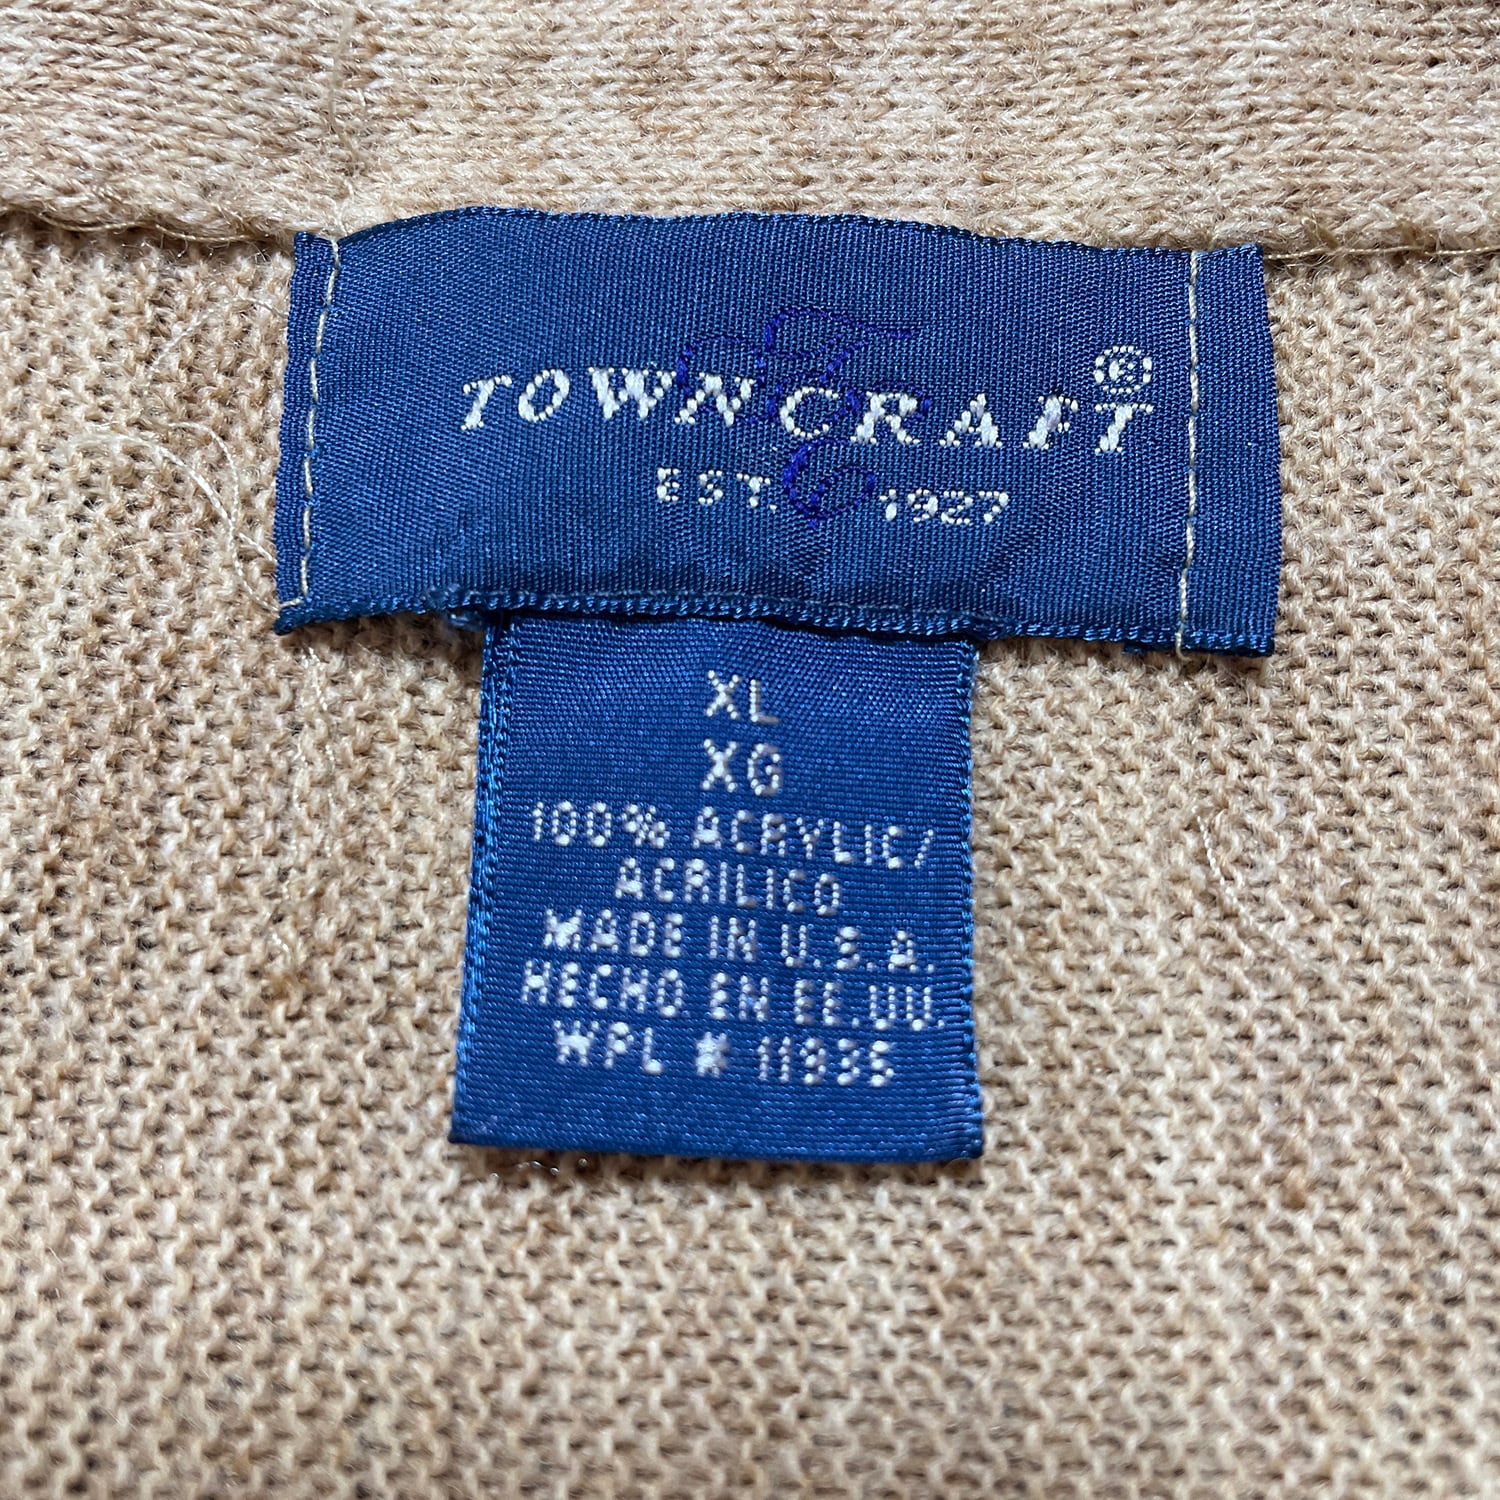 TOWNCRAFT®
EST. 1927
XL
XG
100% ACRYLIC/
ACRILICO
MADE IN U.S.A.
HECHO EN EE.UU.
WPL # 11935